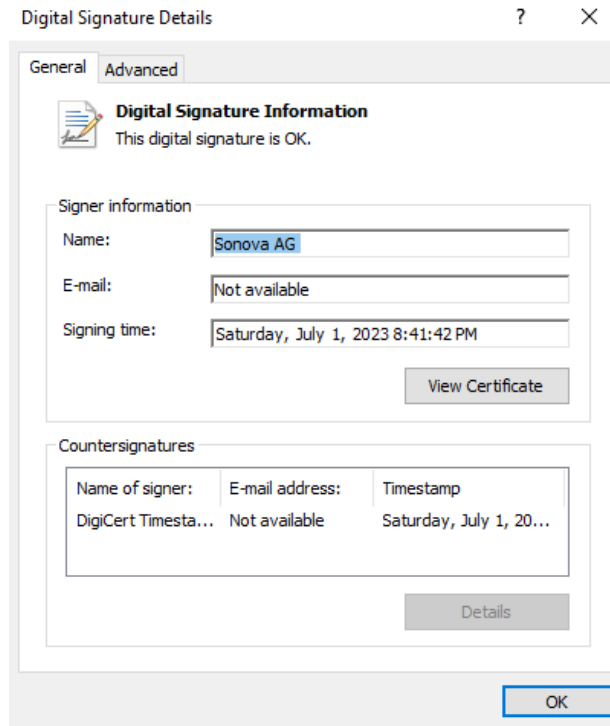 Digital Signature Details ? ×
General Advanced
Digital Signature Information
This digital signature is OK.
Signer information
Name: Sonova AG
E-mail: Not available
Signing time: Saturday, July 1, 2023 8:41:42 PM
View Certificate
Countersignatures
Name of signer: E-mail address: Timestamp
DigiCert Timesta... Not available Saturday, July 1, 20...
Details
OK